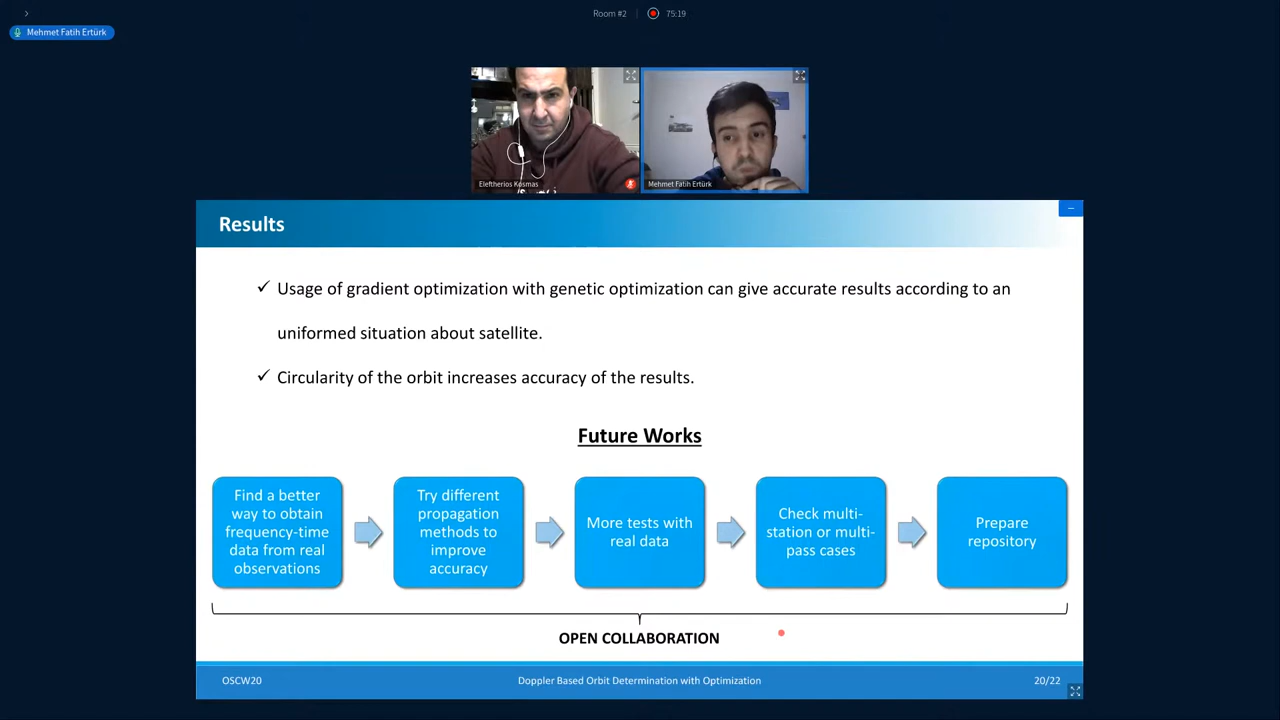 Room #2
75:19
Mehmet Fatih Ertürk
Eleftherios Kosmas
Mehmet Fatih Ertürk
Results
✓ Usage of gradient optimization with genetic optimization can give accurate results according to an
uniformed situation about satellite.
✓ Circularity of the orbit increases accuracy of the results.
Future Works
Find a better
way to obtain
frequency-time
data from real
observations
Try different
propagation
methods to
improve
accuracy
More tests with
real data
Check multi-
station or multi-
pass cases
Prepare
repository
OPEN COLLABORATION
OSCW20
Doppler Based Orbit Determination with Optimization
20/22